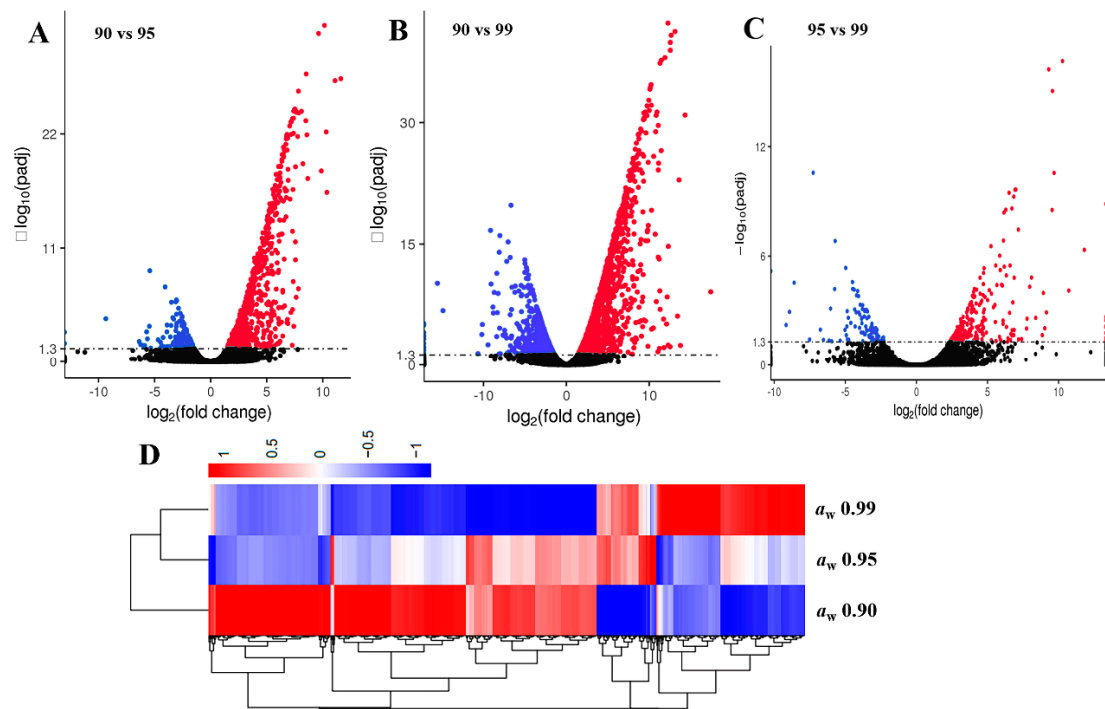 A
90 vs 95
B
90 vs 99
C
95 vs 99
□ log₁₀(padj)
22
11
1.3
0
-10
-5
0
5
10
log₂(fold change)
□ log₁₀(padj)
30
15
1.3
0
-10
0
10
log₂(fold change)
−log₁₀(padj)
12
6
1.3
0
-10
-5
0
5
10
log₂(fold change)
D
1
0.5
0
−0.5
−1
aw 0.99
aw 0.95
aw 0.90